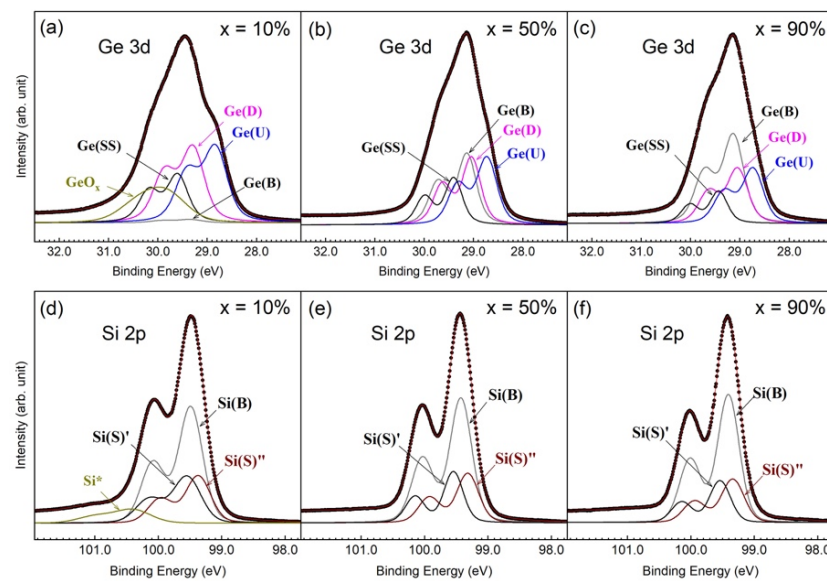 (a) Ge 3d x = 10%
Ge(D)
Ge(U)
Ge(SS)
GeOx
Ge(B)
Intensity (arb. unit)
32.0 31.0 30.0 29.0 28.0
Binding Energy (eV)
(b) Ge 3d x = 50%
Ge(B)
Ge(D)
Ge(SS)
Ge(U)
32.0 31.0 30.0 29.0 28.0
Binding Energy (eV)
(c) Ge 3d x = 90%
Ge(B)
Ge(D)
Ge(SS)
Ge(U)
32.0 31.0 30.0 29.0 28.0
Binding Energy (eV)
(d) Si 2p x = 10%
Si(B)
Si(S)'
Si(S)"
Si*
Intensity (arb. unit)
101.0 100.0 99.0 98.0
Binding Energy (eV)
(e) Si 2p x = 50%
Si(B)
Si(S)'
Si(S)"
101.0 100.0 99.0 98.0
Binding Energy (eV)
(f) Si 2p x = 90%
Si(B)
Si(S)'
Si(S)"
101.0 100.0 99.0 98.0
Binding Energy (eV)